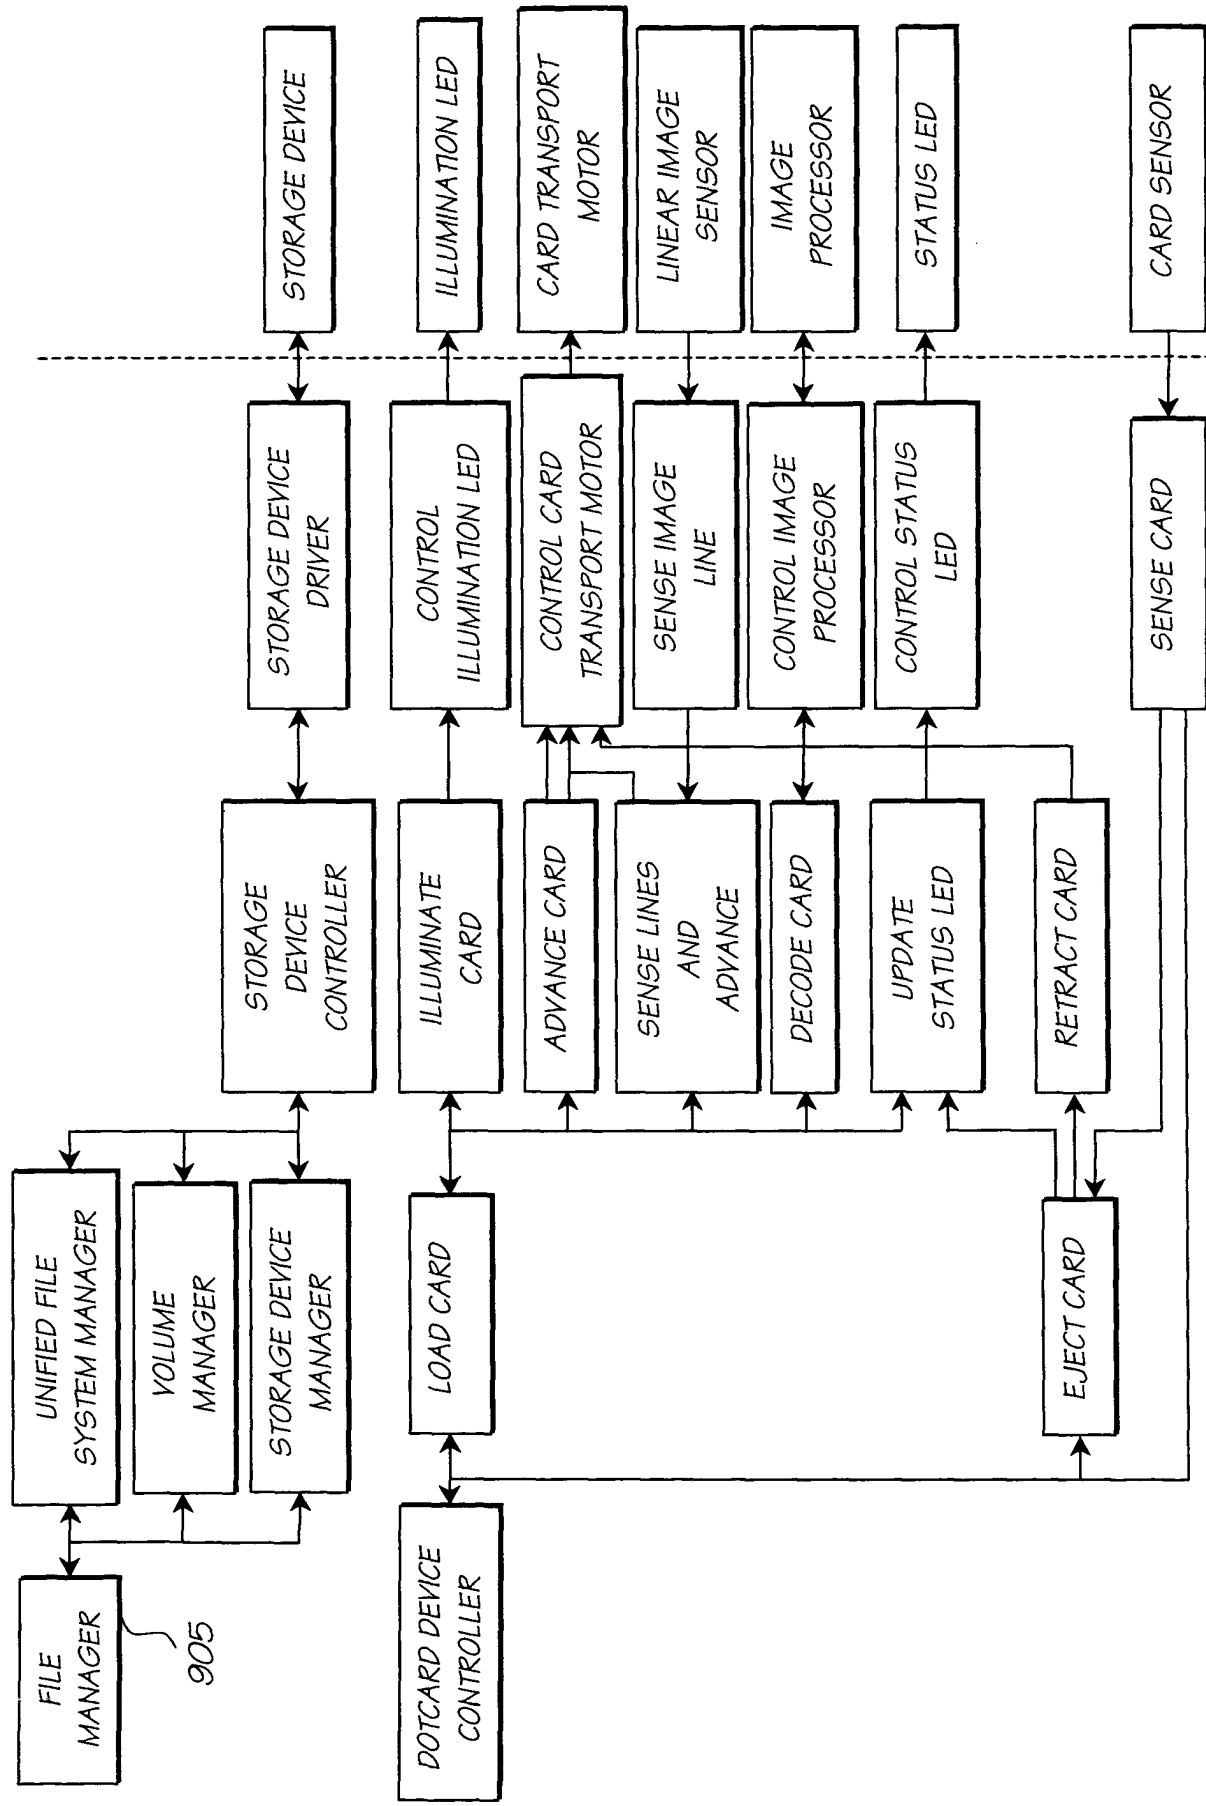 FILE
MANAGER
905
UNIFIED FILE
SYSTEM MANAGER
VOLUME
MANAGER
STORAGE DEVICE
MANAGER
STORAGE
DEVICE
CONTROLLER
STORAGE DEVICE
DRIVER
STORAGE DEVICE
DOTCARD DEVICE
CONTROLLER
LOAD CARD
ILLUMINATE
CARD
CONTROL
ILLUMINATION LED
ILLUMINATION LED
ADVANCE CARD
CONTROL CARD
TRANSPORT MOTOR
CARD TRANSPORT
MOTOR
SENSE LINES
AND
ADVANCE
SENSE IMAGE
LINE
LINEAR IMAGE
SENSOR
DECODE CARD
CONTROL IMAGE
PROCESSOR
IMAGE
PROCESSOR
UPDATE
STATUS LED
CONTROL STATUS
LED
STATUS LED
EJECT CARD
RETRACT CARD
SENSE CARD
CARD SENSOR